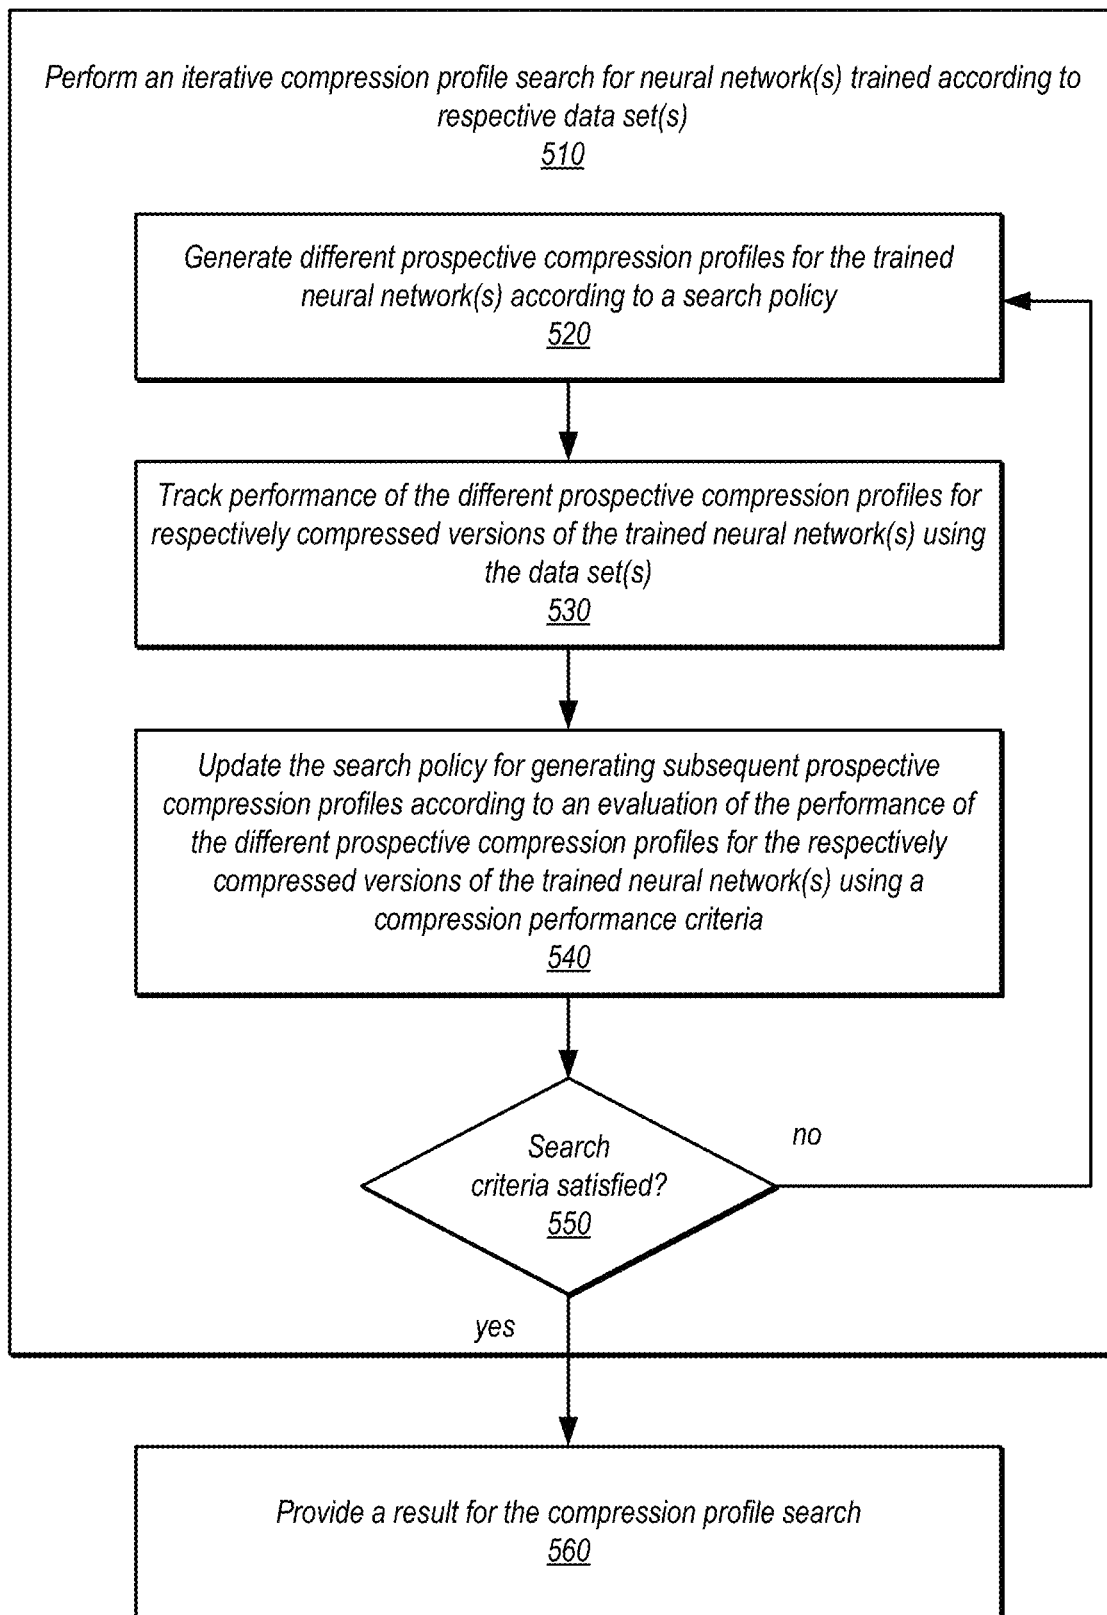 Perform an iterative compression profile search for neural network(s) trained according to
respective data set(s)
510
Generate different prospective compression profiles for the trained
neural network(s) according to a search policy
520
Track performance of the different prospective compression profiles for
respectively compressed versions of the trained neural network(s) using
the data set(s)
530
Update the search policy for generating subsequent prospective
compression profiles according to an evaluation of the performance of
the different prospective compression profiles for the respectively
compressed versions of the trained neural network(s) using a
compression performance criteria
540
Search
criteria satisfied?
550
no
yes
Provide a result for the compression profile search
560